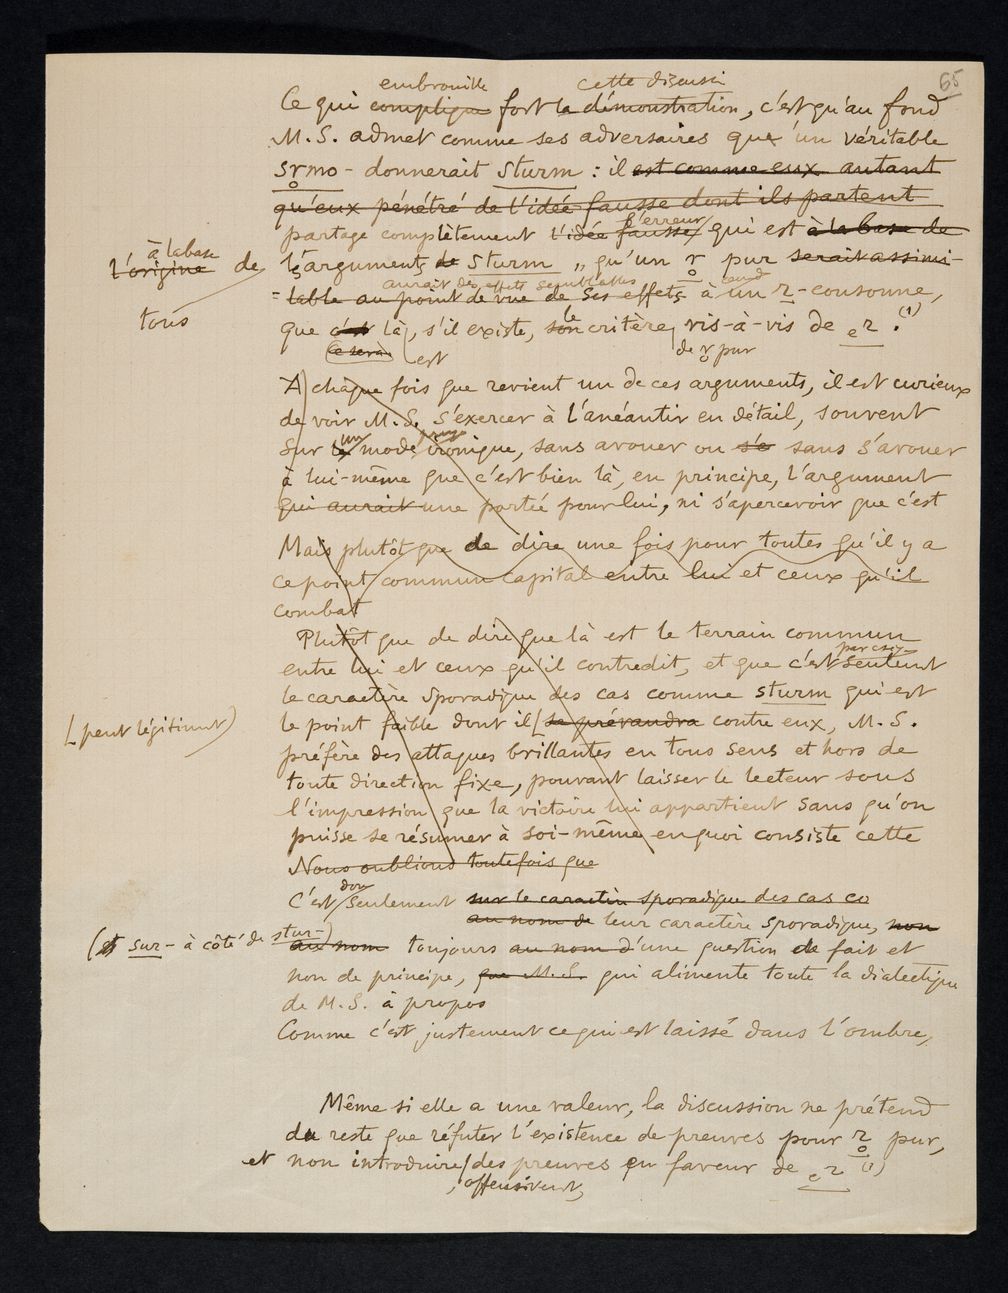 65
embrouille cette discussi
Ce qui complique fort la démonstration, c'est qu'au fond
M. S. admet comme ses adversaires que un véritable
srmo- donnerait sturm : il est comme eux autant
qu'eux pénétré de l'idée fausse dont ils partent
l'erreur
partage complètement l'idée fausse qui est à la base de
à la base
l'origine de
tous
l's arguments de sturm „ qu'un r pur serait assimi-
aurait des effets semblables quand
= lable au point de vue de ses effets à un r-consonne,
que c'est là, s'il existe, son le critère vis-à-vis de er. (1)
ce serait est de r pur
A chaque fois que revient un de ces arguments, il est curieux
de voir M. S. s'exercer à l'anéantir en détail, souvent
un
sur le mode ironique, sans avouer ou s'a sans s'avouer
à lui-même que c'est bien là, en principe, l'argument
qui aurait une portée pour lui, ni s'apercevoir que c'est
Mais plutôt que de dire une fois pour toutes qu'il y a
ce point commun capital entre lui et ceux qu'il
combat
Plutôt que de dire que là est le terrain commun
entre lui et ceux qu'il contredit, et que c'est seulement
le caractère sporadique des cas comme sturm qui est
(peut légitimt)
le point faible dont il se prévaudra contre eux, M. S.
préfère des attaques brillantes en tous sens et hors de
toute direction fixe, pouvant laisser le lecteur sous
l'impression que la victoire lui appartient sans qu'on
puisse se résumer à soi-même en quoi consiste cette
Nous oublions toutefois que
don
C'est seulement sur le caractère sporadique des cas co
au nom de leur caractère sporadique, non
(st sur- à côté de stur-)
au nom toujours au nom d'une question de fait et
non de principe, que M. S. qui alimente toute la dialectique
de M. S. à propos
Comme c'est justement ce qui est laissé dans l'ombre,
Même si elle a une valeur, la discussion ne prétend
du reste que réfuter l'existence de preuves pour r pur,
et non introduire des preuves en faveur de er (1)
offensivemt,